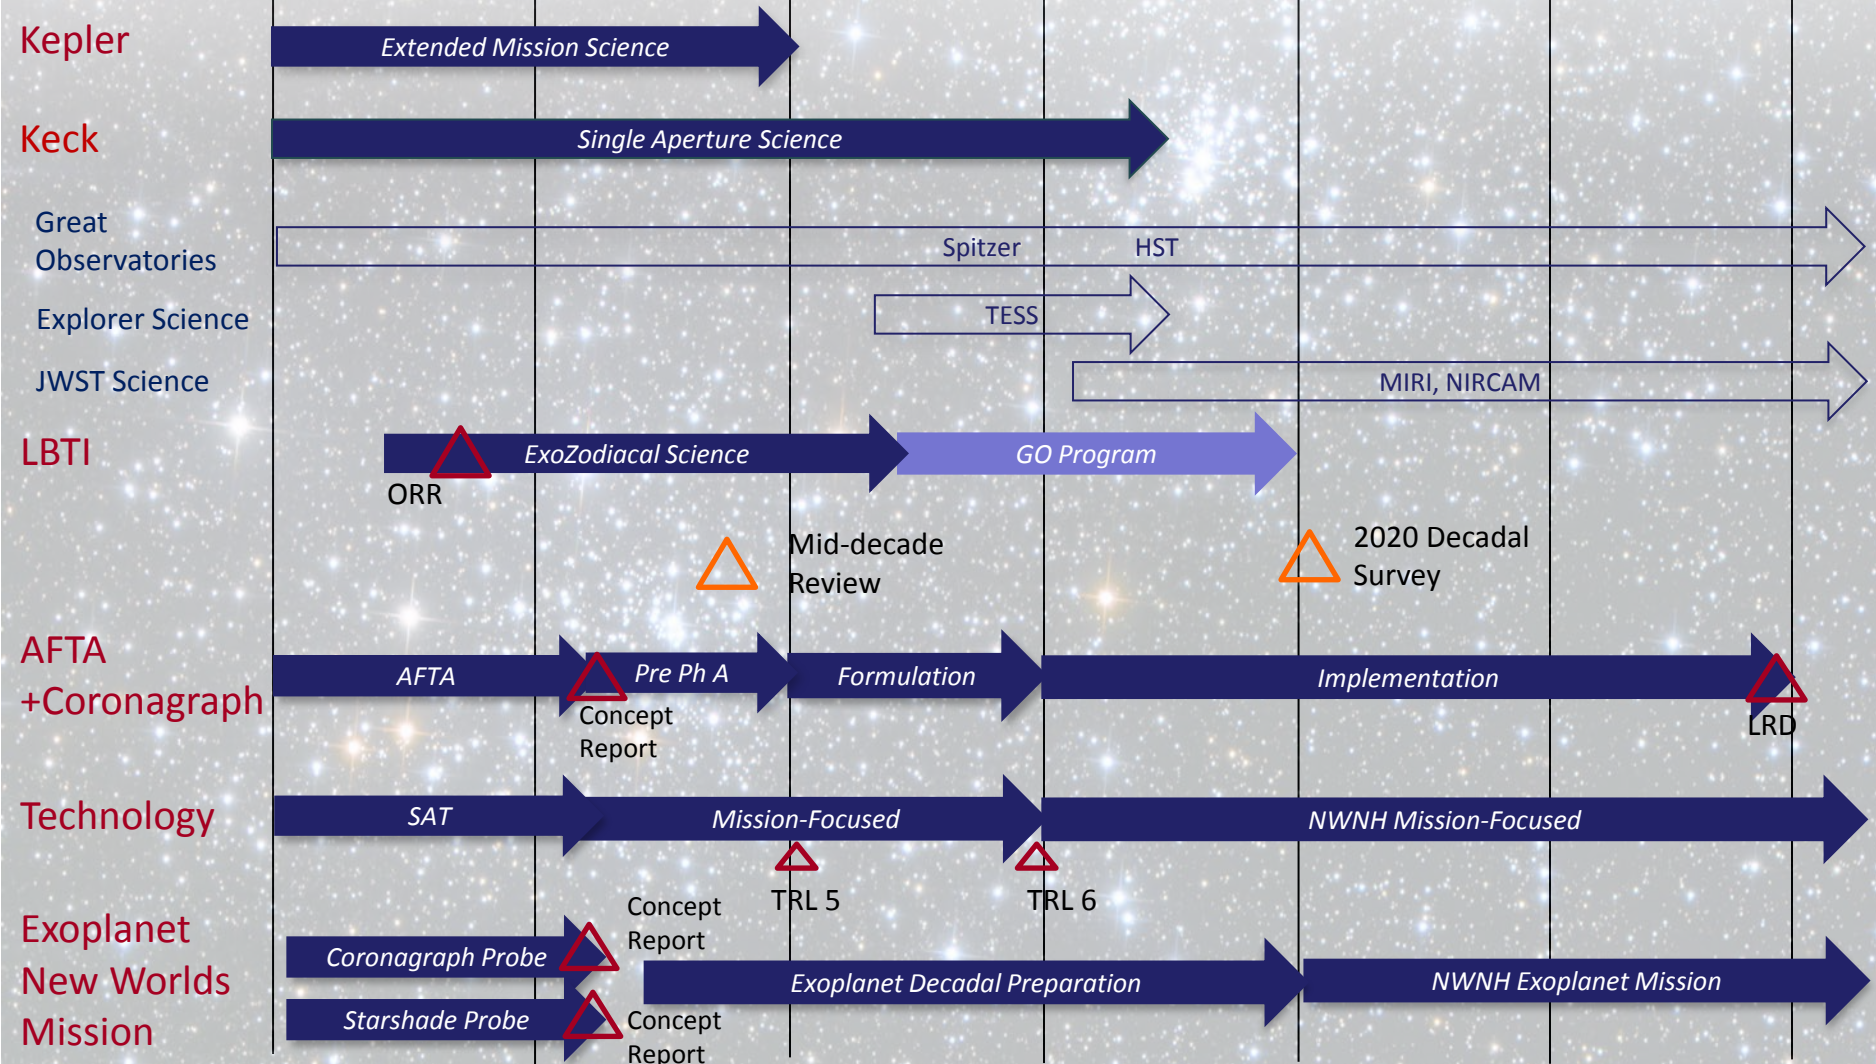 Kepler
Extended Mission Science
Keck
Single Aperture Science
Great
Observatories
Spitzer HST
Explorer Science
TESS
JWST Science
MIRI, NIRCAM
LBTI
ExoZodiacal Science
GO Program
ORR
Mid-decade
Review
2020 Decadal
Survey
AFTA
+Coronagraph
AFTA
Pre Ph A
Formulation
Implementation
Concept
Report
LRD
Technology
SAT
Mission-Focused
NWNH Mission-Focused
TRL 5
TRL 6
Exoplanet
New Worlds
Mission
Coronagraph Probe
Concept
Report
Starshade Probe
Concept
Report
Exoplanet Decadal Preparation
NWNH Exoplanet Mission